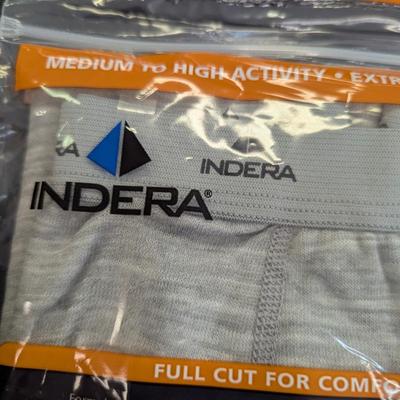 MEDIUM TO HIGH ACTIVITY • EXTR
RA INDERA
INDERA®
FULL CUT FOR COMFO